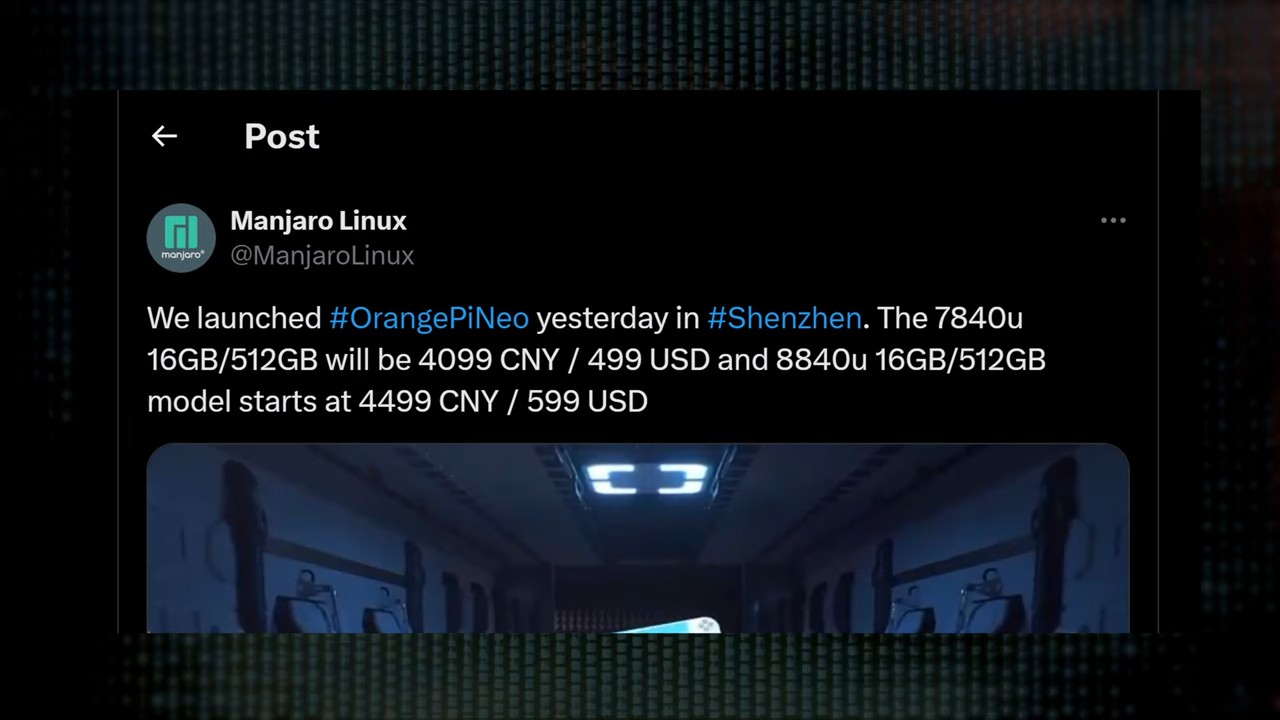 Post
Manjaro Linux
manjaro®
@ManjaroLinux
We launched #OrangePiNeo yesterday in #Shenzhen. The 7840u
16GB/512GB will be 4099 CNY / 499 USD and 8840u 16GB/512GB
model starts at 4499 CNY / 599 USD